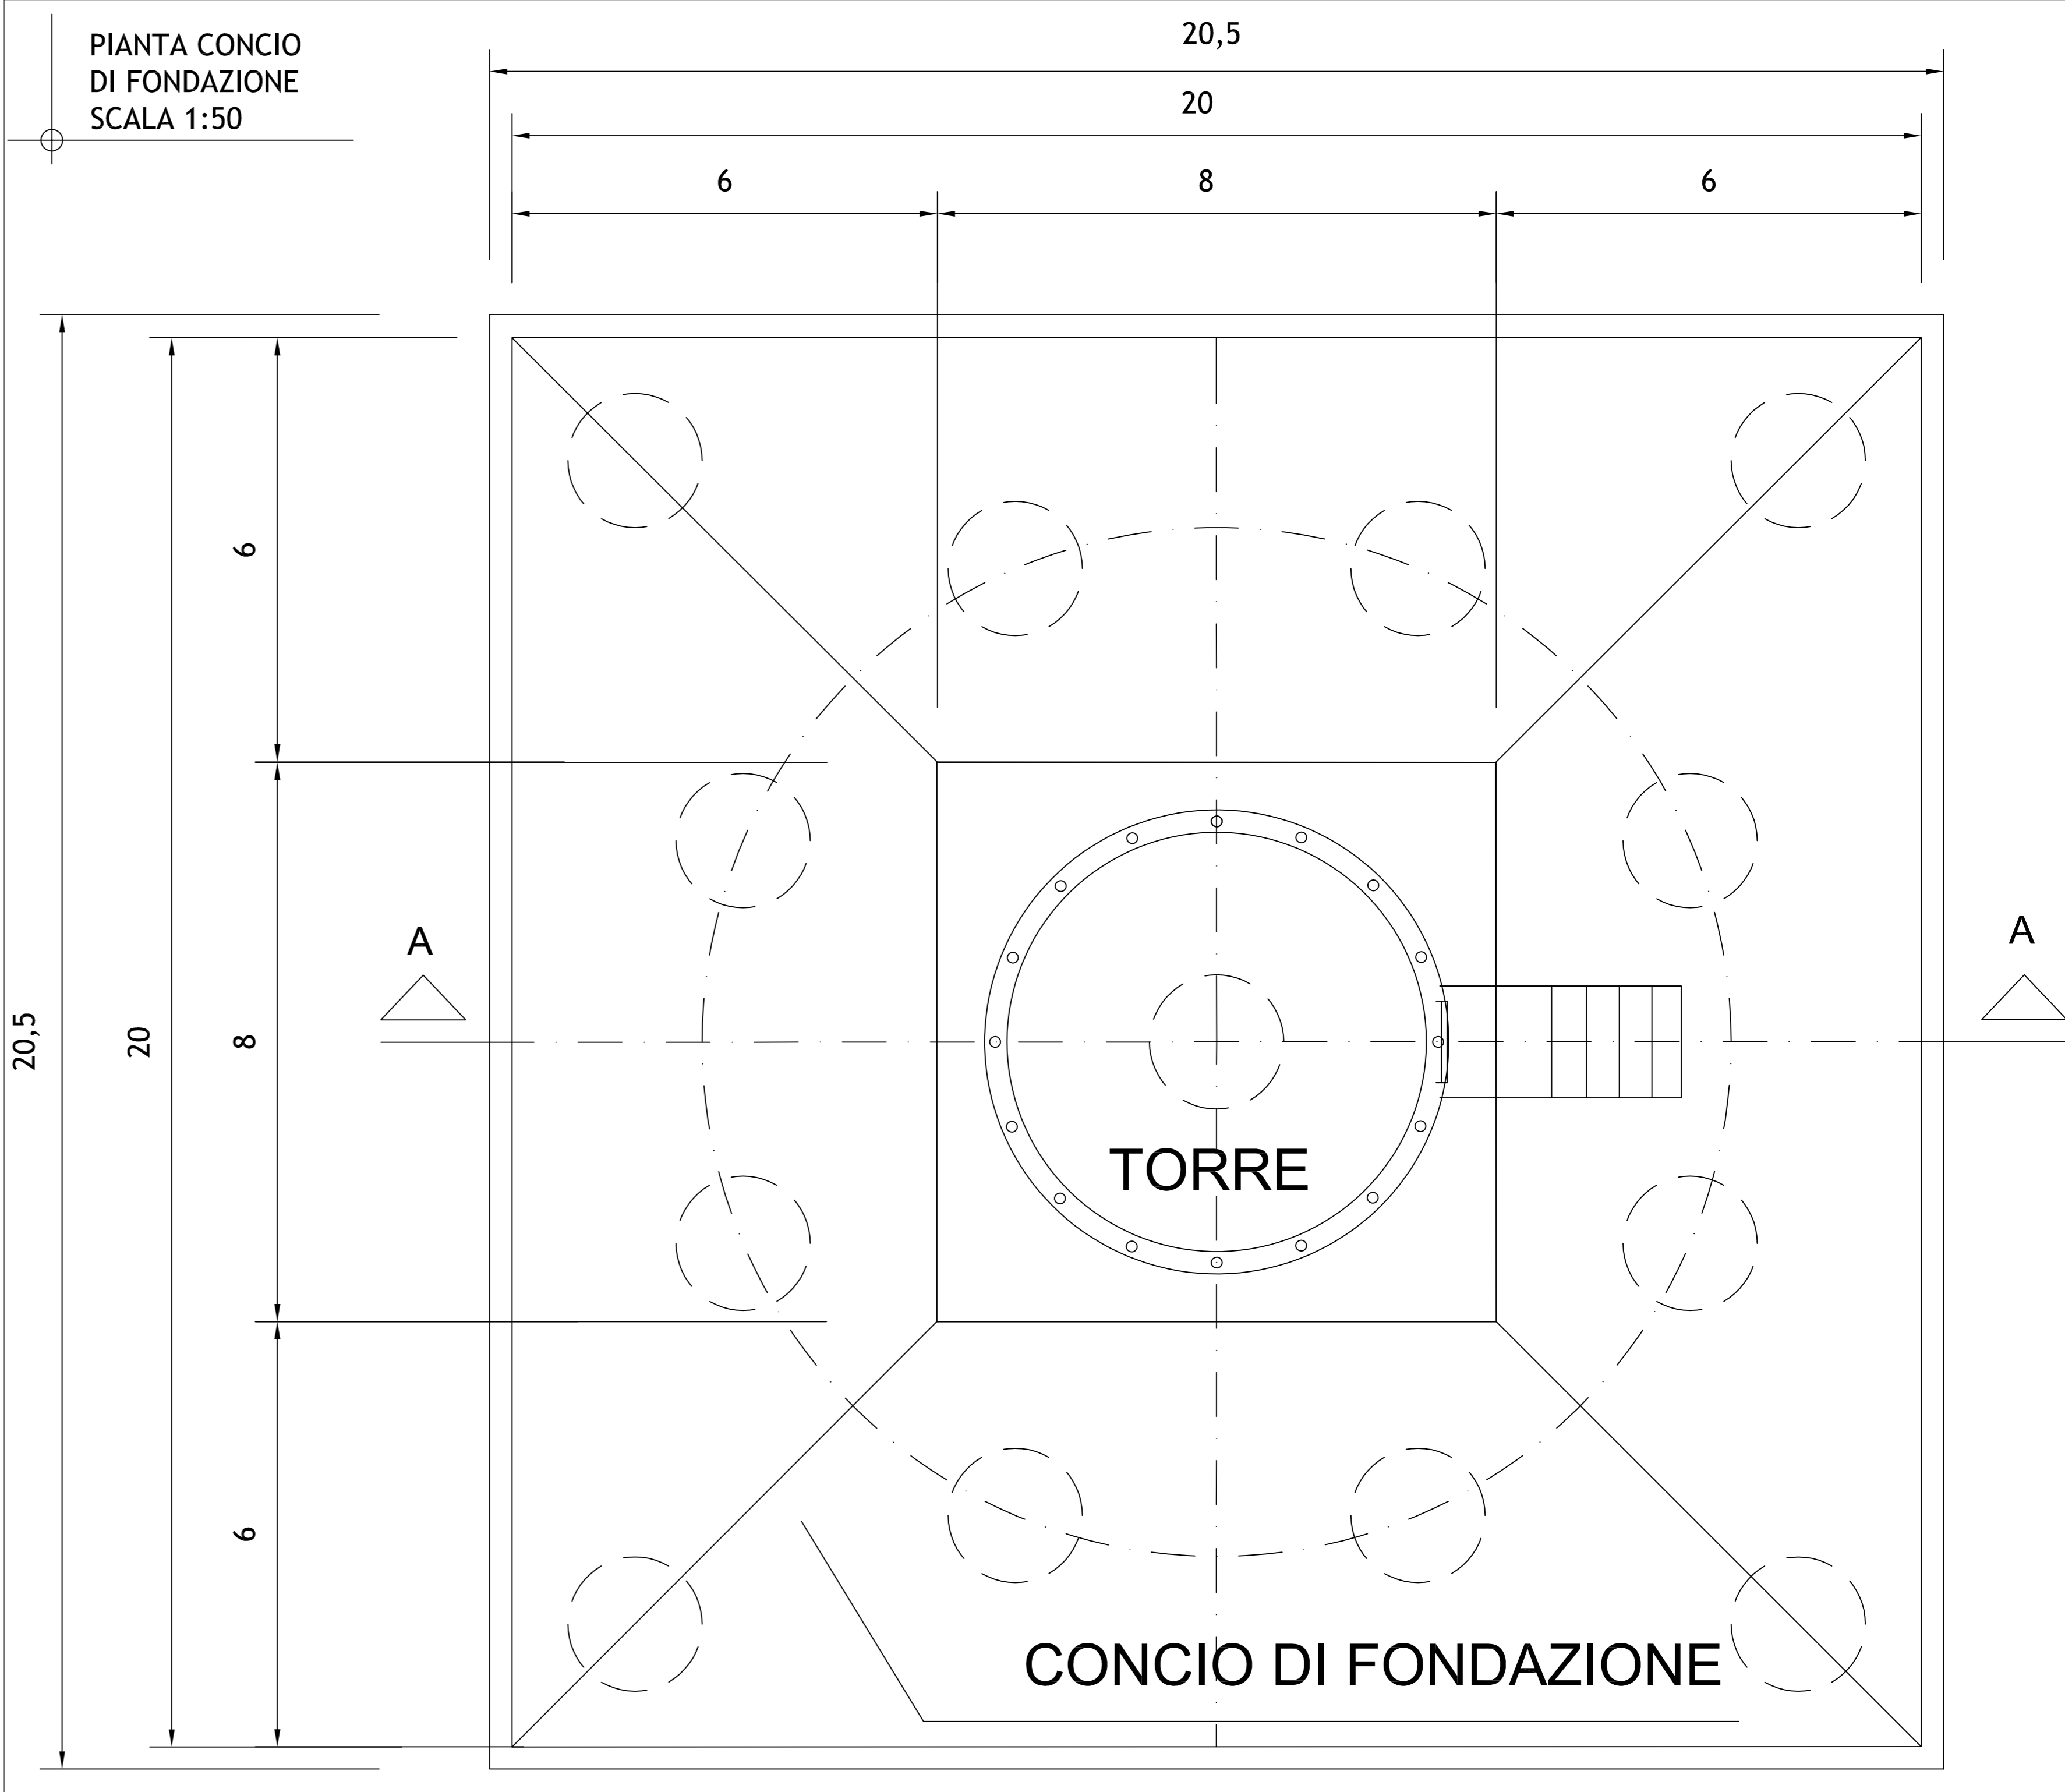 PIANTA CONCIO
DI FONDAZIONE
SCALA 1:50
20,5
20
6
8
6
6
A
A
20,5
20
8
TORRE
6
CONCIO DI FONDAZIONE